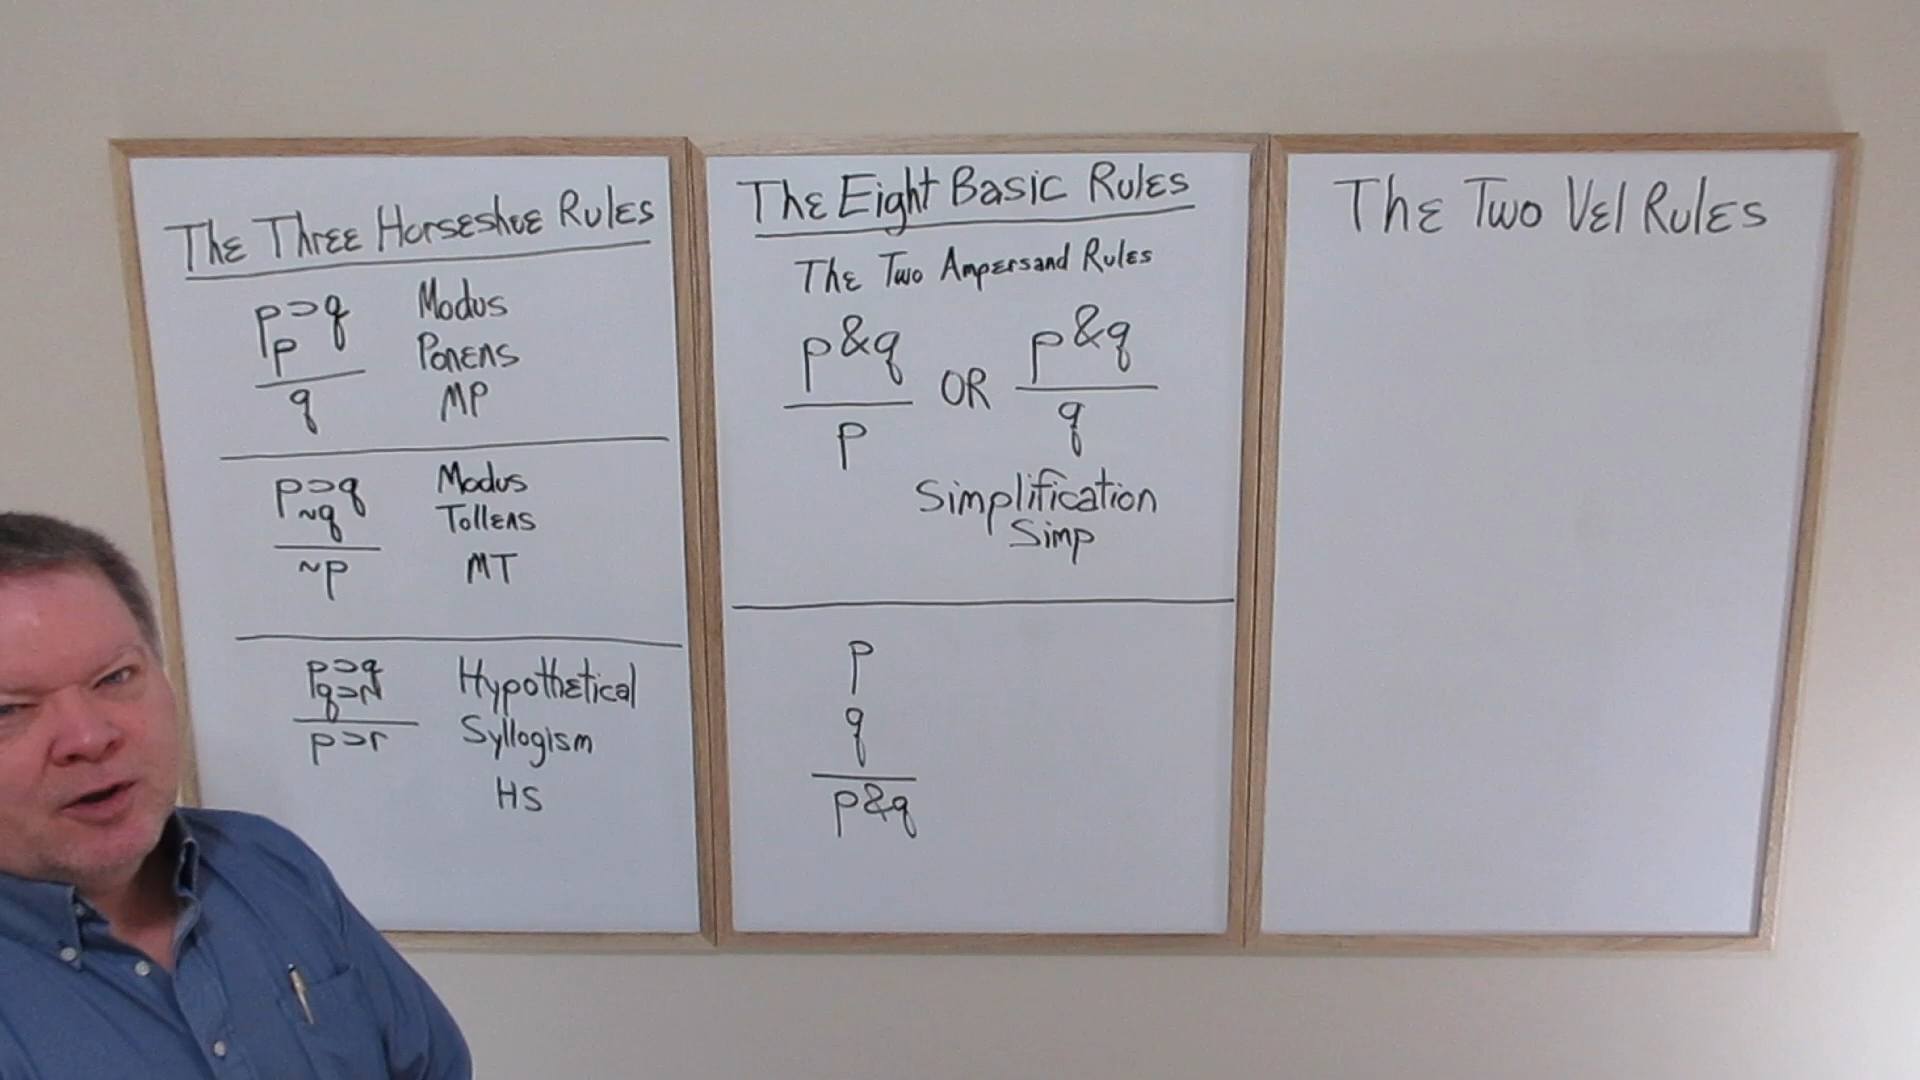 The Three Horseshoe Rules
p⊃q Modus
p Ponens
q MP
p⊃q Modus
~q Tollens
~p MT
p⊃q Hypothetical
q⊃r
p⊃r Syllogism
HS
The Eight Basic Rules
The Two Ampersand Rules
p&q OR p&q
p q
Simplification
Simp
p
q
p&q
The Two Vel Rules